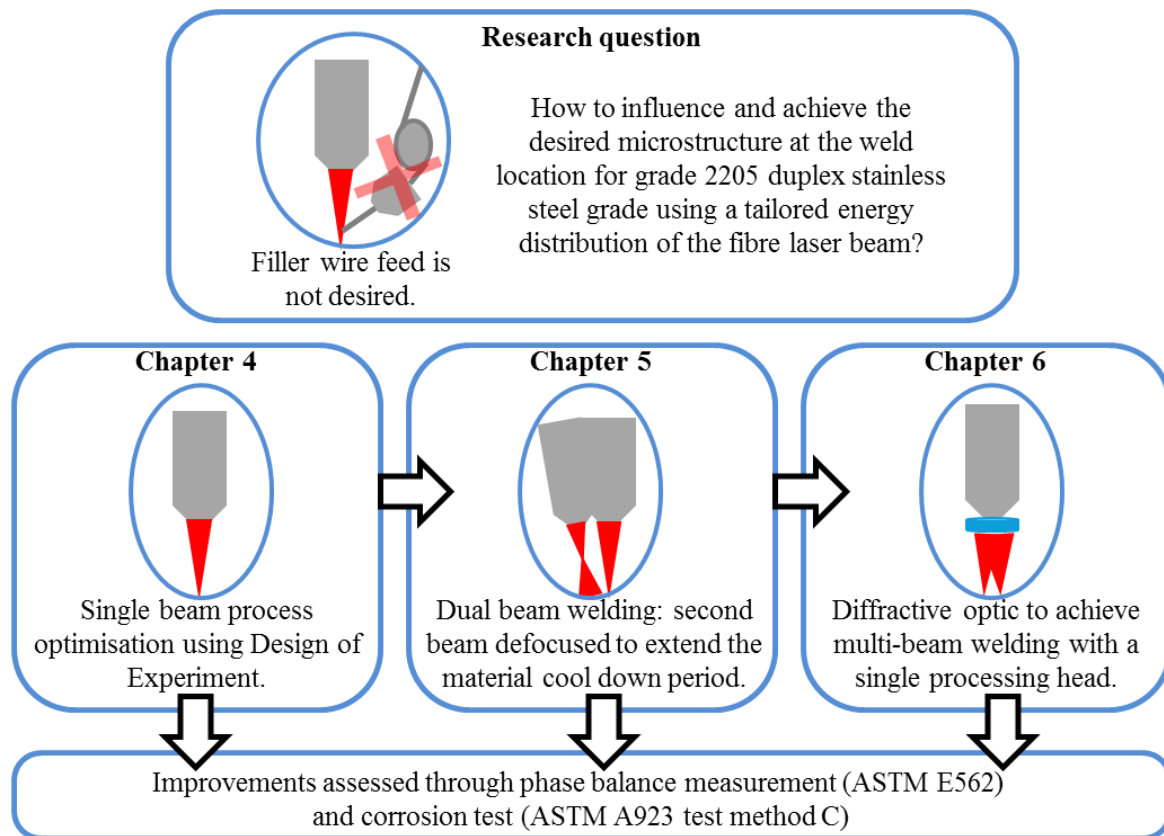 Research question
How to influence and achieve the
desired microstructure at the weld
location for grade 2205 duplex stainless
steel grade using a tailored energy
distribution of the fibre laser beam?
Filler wire feed is
not desired.
Chapter 4
Single beam process
optimisation using Design of
Experiment.
Chapter 5
Dual beam welding: second
beam defocused to extend the
material cool down period.
Chapter 6
Diffractive optic to achieve
multi-beam welding with a
single processing head.
Improvements assessed through phase balance measurement (ASTM E562)
and corrosion test (ASTM A923 test method C)